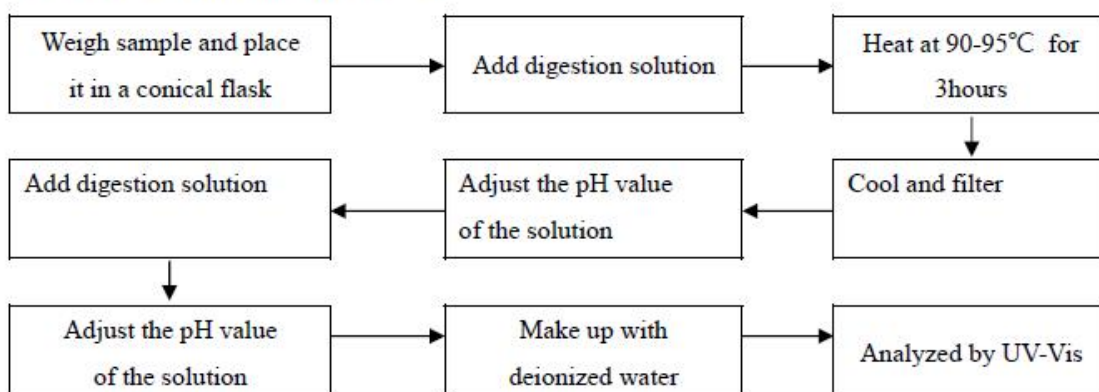 Weigh sample and place
it in a conical flask
Add digestion solution
Heat at 90-95℃ for
3hours
Cool and filter
Adjust the pH value
of the solution
Add digestion solution
Adjust the pH value
of the solution
Make up with
deionized water
Analyzed by UV-Vis